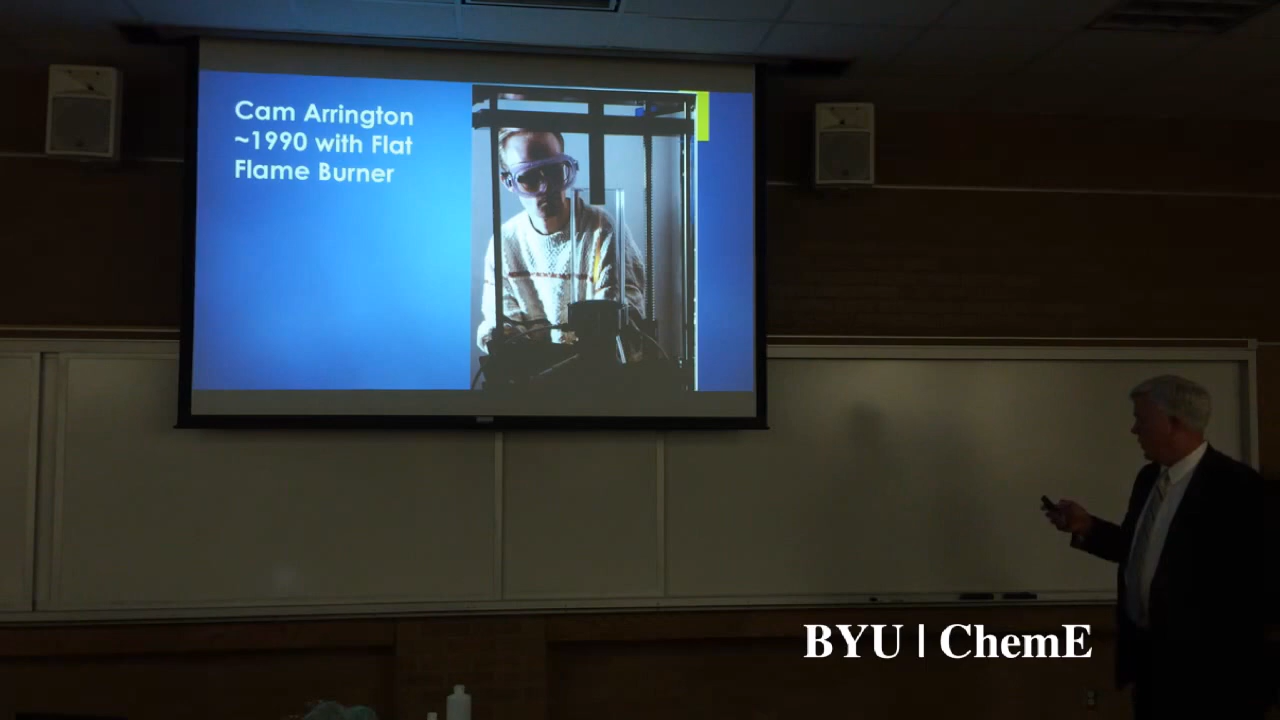 Cam Arrington
~1990 with Flat
Flame Burner
BYU | ChemE